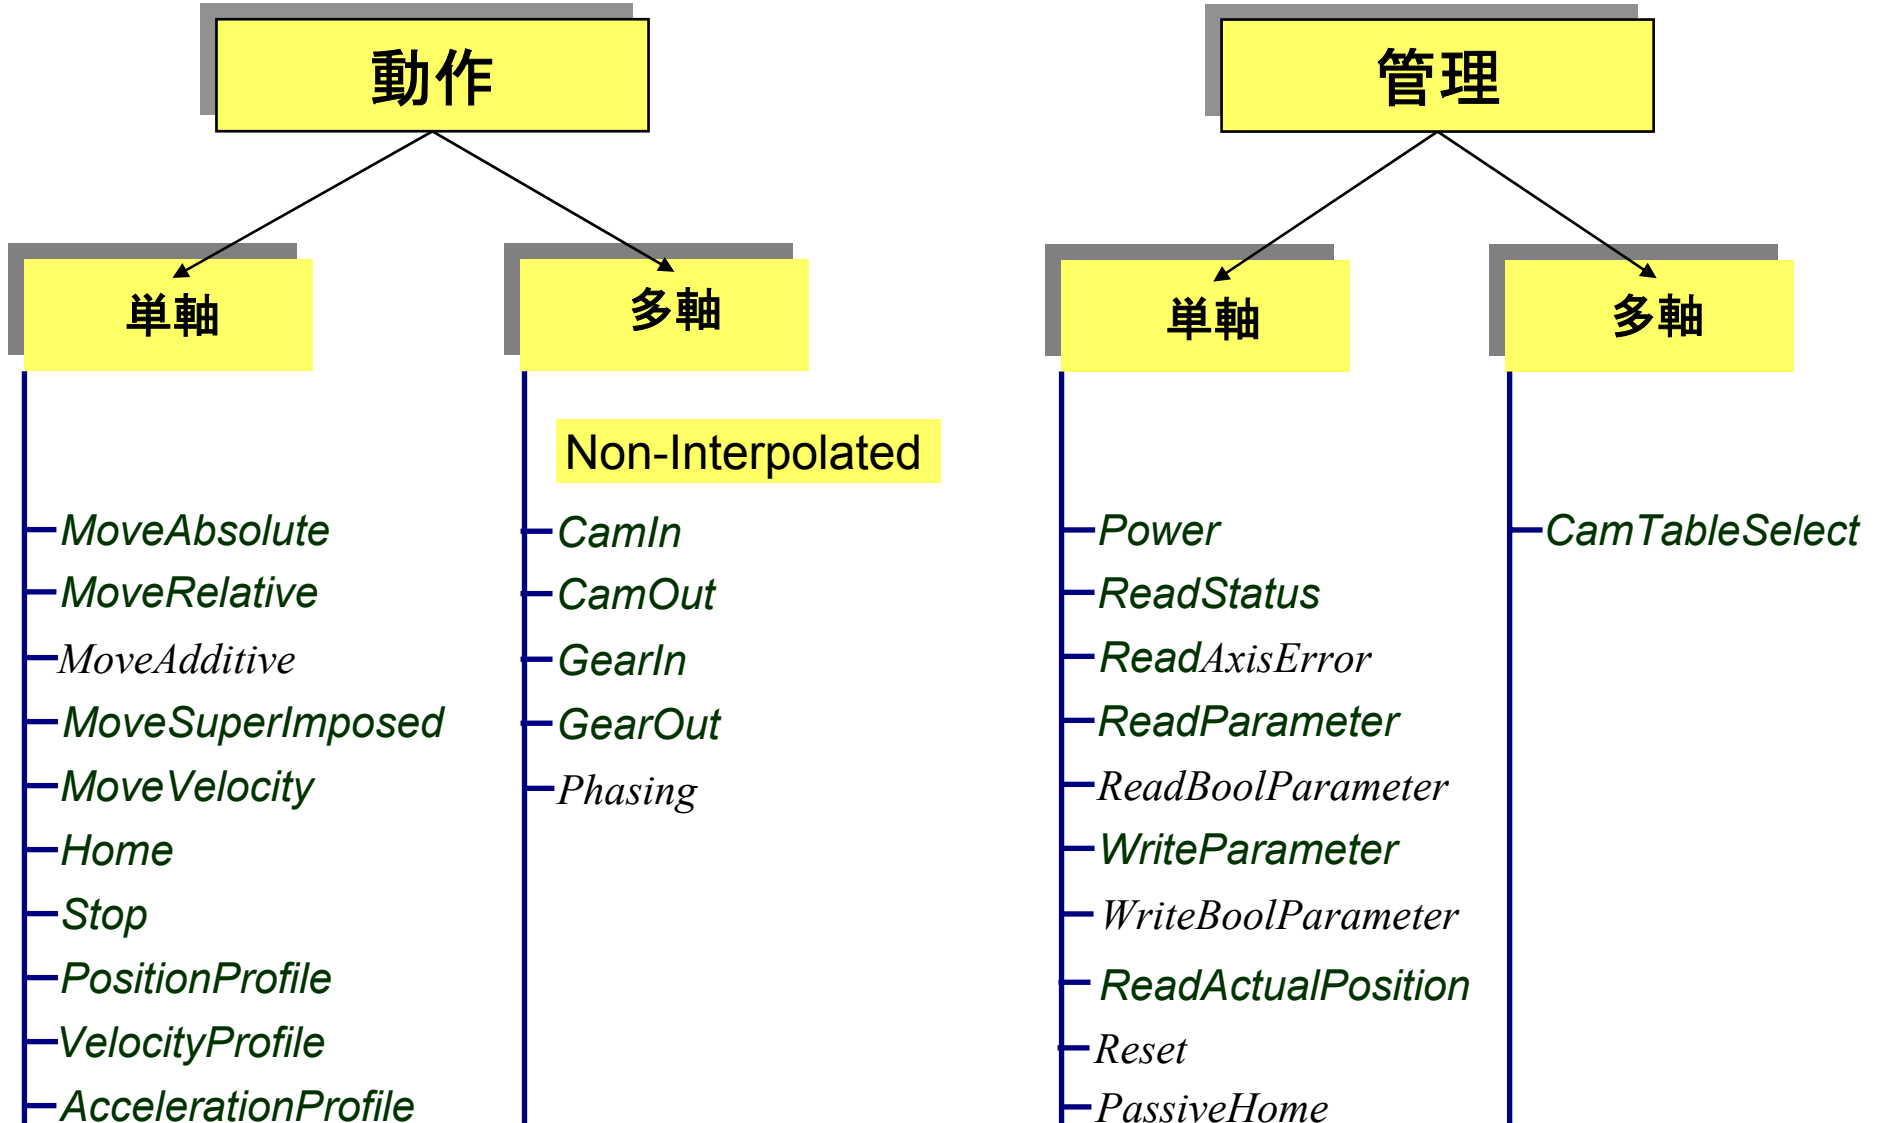 動作
単軸
MoveAbsolute
MoveRelative
MoveAdditive
MoveSuperImposed
MoveVelocity
Home
Stop
PositionProfile
VelocityProfile
AccelerationProfile
多軸
Non-Interpolated
CamIn
CamOut
GearIn
GearOut
Phasing
管理
単軸
Power
ReadStatus
ReadAxisError
ReadParameter
ReadBoolParameter
WriteParameter
WriteBoolParameter
ReadActualPosition
Reset
PassiveHome
多軸
CamTableSelect